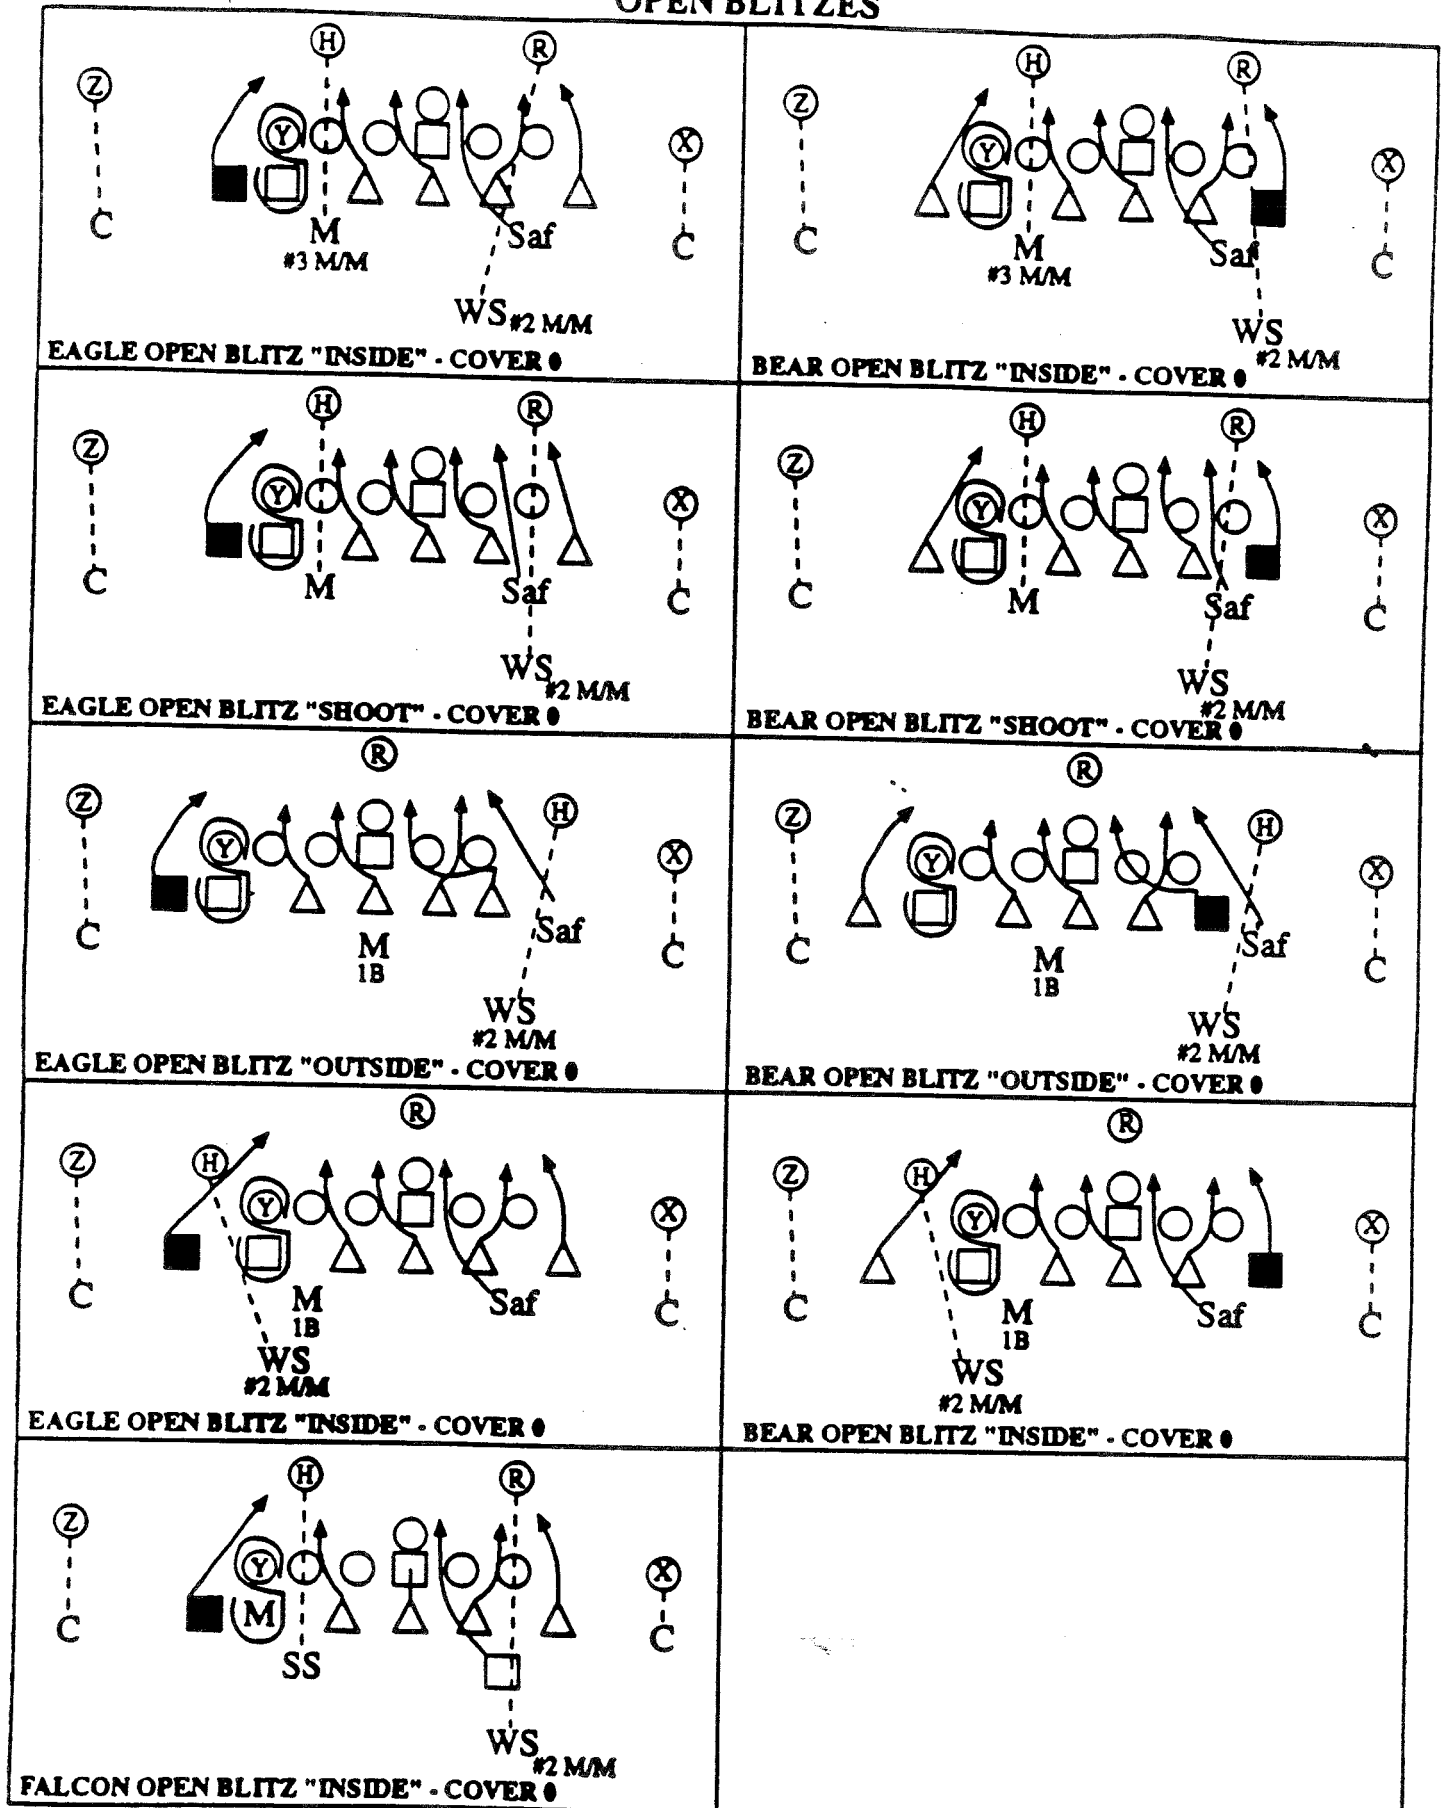 OPEN BLITZES
H
R
Z
Y
X
C
M
#3 M/M
Saf
C
WS #2 M/M
EAGLE OPEN BLITZ "INSIDE" - COVER 0
H
R
Z
Y
X
C
M
#3 M/M
Saf
C
WS
#2 M/M
BEAR OPEN BLITZ "INSIDE" - COVER 0
H
R
Z
Y
X
C
M
Saf
C
WS
#2 M/M
EAGLE OPEN BLITZ "SHOOT" - COVER 0
H
R
Z
Y
X
C
M
Saf
C
WS
#2 M/M
BEAR OPEN BLITZ "SHOOT" - COVER 0
R
Z
H
Y
X
C
M
1B
Saf
C
WS
#2 M/M
EAGLE OPEN BLITZ "OUTSIDE" - COVER 0
R
Z
H
Y
X
C
M
1B
Saf
C
WS
#2 M/M
BEAR OPEN BLITZ "OUTSIDE" - COVER 0
R
Z
H
Y
X
C
M
1B
Saf
C
WS
#2 M/M
EAGLE OPEN BLITZ "INSIDE" - COVER 0
R
Z
H
Y
X
C
M
1B
Saf
C
WS
#2 M/M
BEAR OPEN BLITZ "INSIDE" - COVER 0
H
R
Z
Y
X
C
M
SS
C
WS
#2 M/M
FALCON OPEN BLITZ "INSIDE" - COVER 0